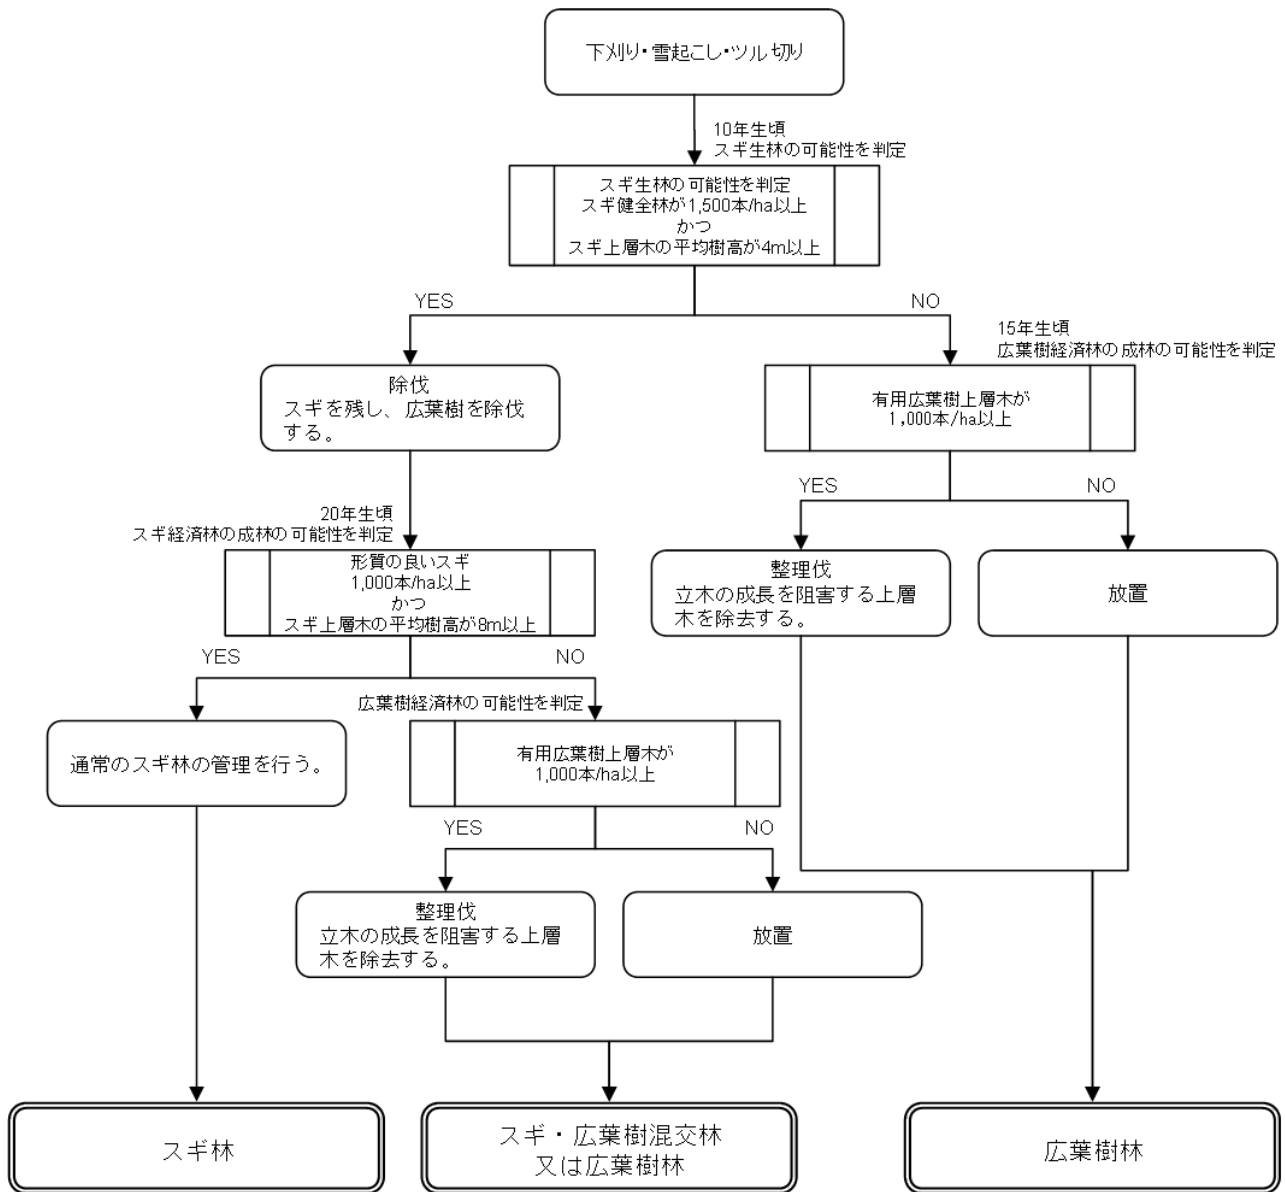 下刈り・雪起こし・ツル切り
10年生頃
スギ生林の可能性を判定
スギ生林の可能性を判定
スギ健全林が1,500本/ha以上
かつ
スギ上層木の平均樹高が4m以上
YES
NO
15年生頃
広葉樹経済林の成林の可能性を判定
除伐
スギを残し、広葉樹を除伐
する。
有用広葉樹上層木が
1,000本/ha以上
YES
NO
20年生頃
スギ経済林の成林の可能性を判定
形質の良いスギ
1,000本/ha以上
かつ
スギ上層木の平均樹高が8m以上
整理伐
立木の成長を阻害する上層
木を除去する。
放置
YES
NO
広葉樹経済林の可能性を判定
通常のスギ林の管理を行う。
有用広葉樹上層木が
1,000本/ha以上
YES
NO
整理伐
立木の成長を阻害する上層
木を除去する。
放置
スギ林
スギ・広葉樹混交林
又は広葉樹林
広葉樹林